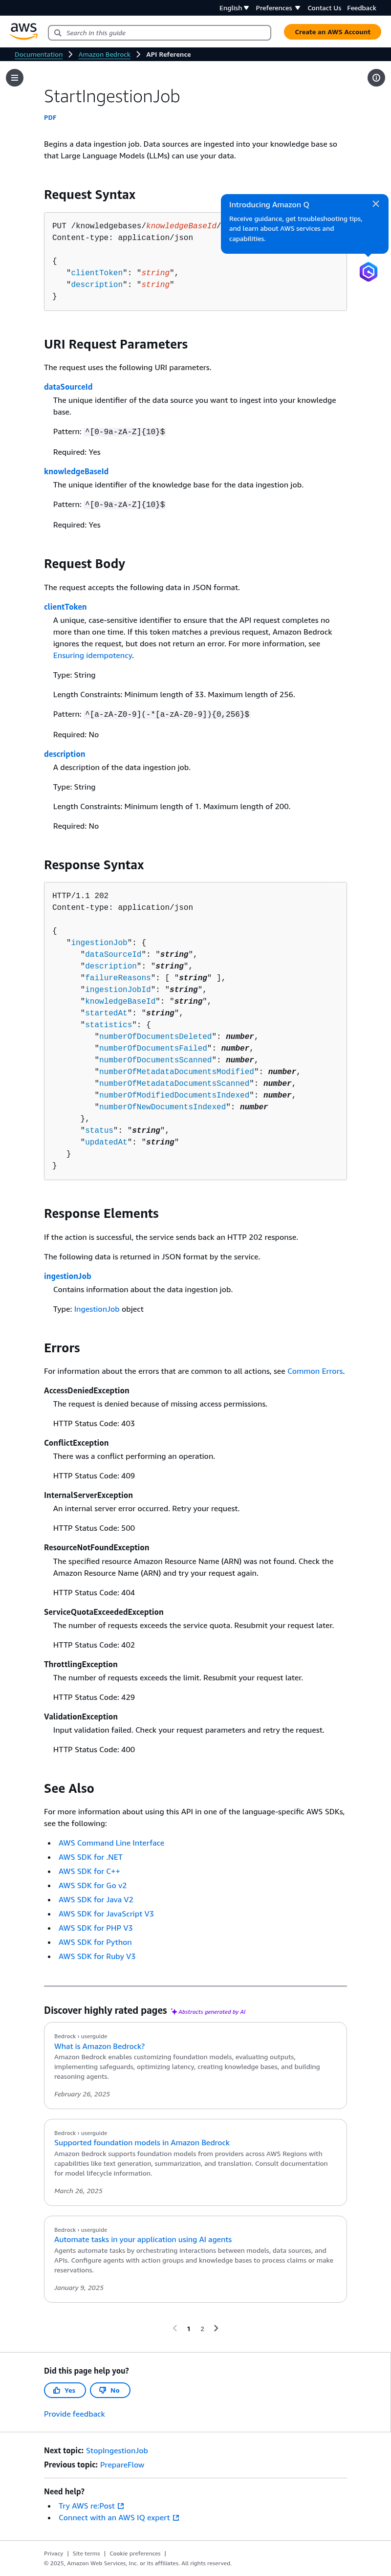 English
Preferences
Contact Us
Feedback
aws
Search in this guide
Create an AWS Account
Documentation
Amazon Bedrock
API Reference
StartIngestionJob
PDF
Begins a data ingestion job. Data sources are ingested into your knowledge base so
that Large Language Models (LLMs) can use your data.
Request Syntax
PUT /knowledgebases/knowledgeBaseId/
Content-type: application/json
{
"clientToken": "string",
"description": "string"
}
Introducing Amazon Q
Receive guidance, get troubleshooting tips,
and learn about AWS services and
capabilities.
URI Request Parameters
The request uses the following URI parameters.
dataSourceId
The unique identifier of the data source you want to ingest into your knowledge
base.
Pattern: ^[0-9a-zA-Z]{10}$
Required: Yes
knowledgeBaseId
The unique identifier of the knowledge base for the data ingestion job.
Pattern: ^[0-9a-zA-Z]{10}$
Required: Yes
Request Body
The request accepts the following data in JSON format.
clientToken
A unique, case-sensitive identifier to ensure that the API request completes no
more than one time. If this token matches a previous request, Amazon Bedrock
ignores the request, but does not return an error. For more information, see
Ensuring idempotency.
Type: String
Length Constraints: Minimum length of 33. Maximum length of 256.
Pattern: ^[a-zA-Z0-9](-*[a-zA-Z0-9]){0,256}$
Required: No
description
A description of the data ingestion job.
Type: String
Length Constraints: Minimum length of 1. Maximum length of 200.
Required: No
Response Syntax
HTTP/1.1 202
Content-type: application/json
{
"ingestionJob": {
"dataSourceId": "string",
"description": "string",
"failureReasons": [ "string" ],
"ingestionJobId": "string",
"knowledgeBaseId": "string",
"startedAt": "string",
"statistics": {
"numberOfDocumentsDeleted": number,
"numberOfDocumentsFailed": number,
"numberOfDocumentsScanned": number,
"numberOfMetadataDocumentsModified": number,
"numberOfMetadataDocumentsScanned": number,
"numberOfModifiedDocumentsIndexed": number,
"numberOfNewDocumentsIndexed": number
},
"status": "string",
"updatedAt": "string"
}
}
Response Elements
If the action is successful, the service sends back an HTTP 202 response.
The following data is returned in JSON format by the service.
ingestionJob
Contains information about the data ingestion job.
Type: IngestionJob object
Errors
For information about the errors that are common to all actions, see Common Errors.
AccessDeniedException
The request is denied because of missing access permissions.
HTTP Status Code: 403
ConflictException
There was a conflict performing an operation.
HTTP Status Code: 409
InternalServerException
An internal server error occurred. Retry your request.
HTTP Status Code: 500
ResourceNotFoundException
The specified resource Amazon Resource Name (ARN) was not found. Check the
Amazon Resource Name (ARN) and try your request again.
HTTP Status Code: 404
ServiceQuotaExceededException
The number of requests exceeds the service quota. Resubmit your request later.
HTTP Status Code: 402
ThrottlingException
The number of requests exceeds the limit. Resubmit your request later.
HTTP Status Code: 429
ValidationException
Input validation failed. Check your request parameters and retry the request.
HTTP Status Code: 400
See Also
For more information about using this API in one of the language-specific AWS SDKs,
see the following:
AWS Command Line Interface
AWS SDK for .NET
AWS SDK for C++
AWS SDK for Go v2
AWS SDK for Java V2
AWS SDK for JavaScript V3
AWS SDK for PHP V3
AWS SDK for Python
AWS SDK for Ruby V3
Discover highly rated pages Abstracts generated by AI
Bedrock › userguide
What is Amazon Bedrock?
Amazon Bedrock enables customizing foundation models, evaluating outputs,
implementing safeguards, optimizing latency, creating knowledge bases, and building
reasoning agents.
February 26, 2025
Bedrock › userguide
Supported foundation models in Amazon Bedrock
Amazon Bedrock supports foundation models from providers across AWS Regions with
capabilities like text generation, summarization, and translation. Consult documentation
for model lifecycle information.
March 26, 2025
Bedrock › userguide
Automate tasks in your application using AI agents
Agents automate tasks by orchestrating interactions between models, data sources, and
APIs. Configure agents with action groups and knowledge bases to process claims or make
reservations.
January 9, 2025
1
2
Did this page help you?
Yes
No
Provide feedback
Next topic: StopIngestionJob
Previous topic: PrepareFlow
Need help?
Try AWS re:Post
Connect with an AWS IQ expert
Privacy | Site terms | Cookie preferences |
© 2025, Amazon Web Services, Inc. or its affiliates. All rights reserved.